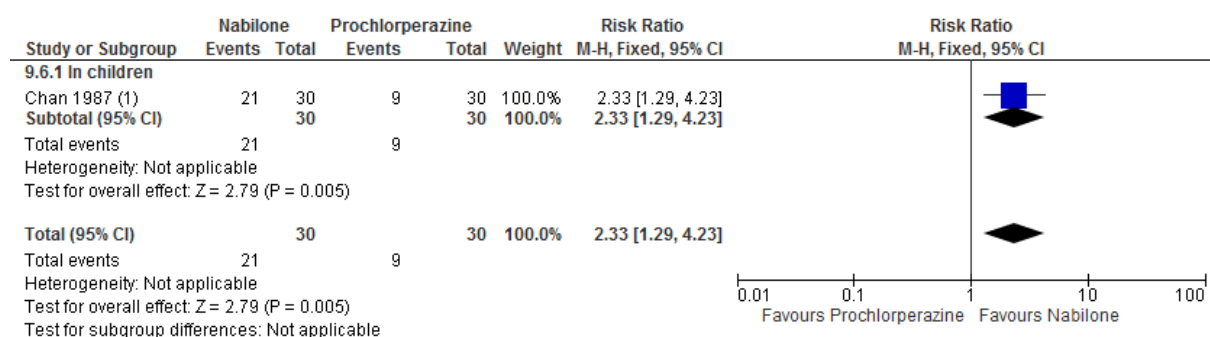 Nabilone Prochlorperazine Risk Ratio Risk Ratio
Study or Subgroup Events Total Events Total Weight M-H, Fixed, 95% CI M-H, Fixed, 95% CI
9.6.1 In children
Chan 1987 (1) 21 30 9 30 100.0% 2.33 [1.29, 4.23]
Subtotal (95% CI) 30 30 100.0% 2.33 [1.29, 4.23]
Total events 21 9
Heterogeneity: Not applicable
Test for overall effect: Z = 2.79 (P = 0.005)
Total (95% CI) 30 30 100.0% 2.33 [1.29, 4.23]
Total events 21 9
Heterogeneity: Not applicable
Test for overall effect: Z = 2.79 (P = 0.005)
Test for subgroup differences: Not applicable
0.01 0.1 1 10 100
Favours Prochlorperazine Favours Nabilone